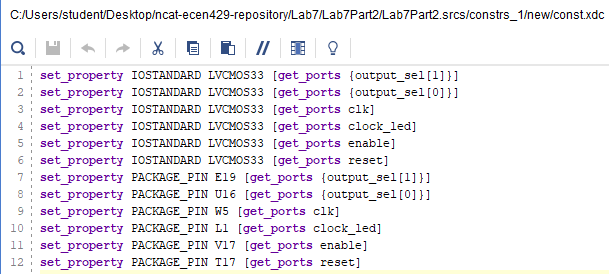 C:/Users/student/Desktop/ncat-ecen429-repository/Lab7/Lab7Part2/Lab7Part2.srcs/constrs_1/new/const.xdc
1 set_property IOSTANDARD LVCMOS33 [get_ports {output_sel[1]}]
2 set_property IOSTANDARD LVCMOS33 [get_ports {output_sel[0]}]
3 set_property IOSTANDARD LVCMOS33 [get_ports clk]
4 set_property IOSTANDARD LVCMOS33 [get_ports clock_led]
5 set_property IOSTANDARD LVCMOS33 [get_ports enable]
6 set_property IOSTANDARD LVCMOS33 [get_ports reset]
7 set_property PACKAGE_PIN E19 [get_ports {output_sel[1]}]
8 set_property PACKAGE_PIN U16 [get_ports {output_sel[0]}]
9 set_property PACKAGE_PIN W5 [get_ports clk]
10 set_property PACKAGE_PIN L1 [get_ports clock_led]
11 set_property PACKAGE_PIN V17 [get_ports enable]
12 set_property PACKAGE_PIN T17 [get_ports reset]